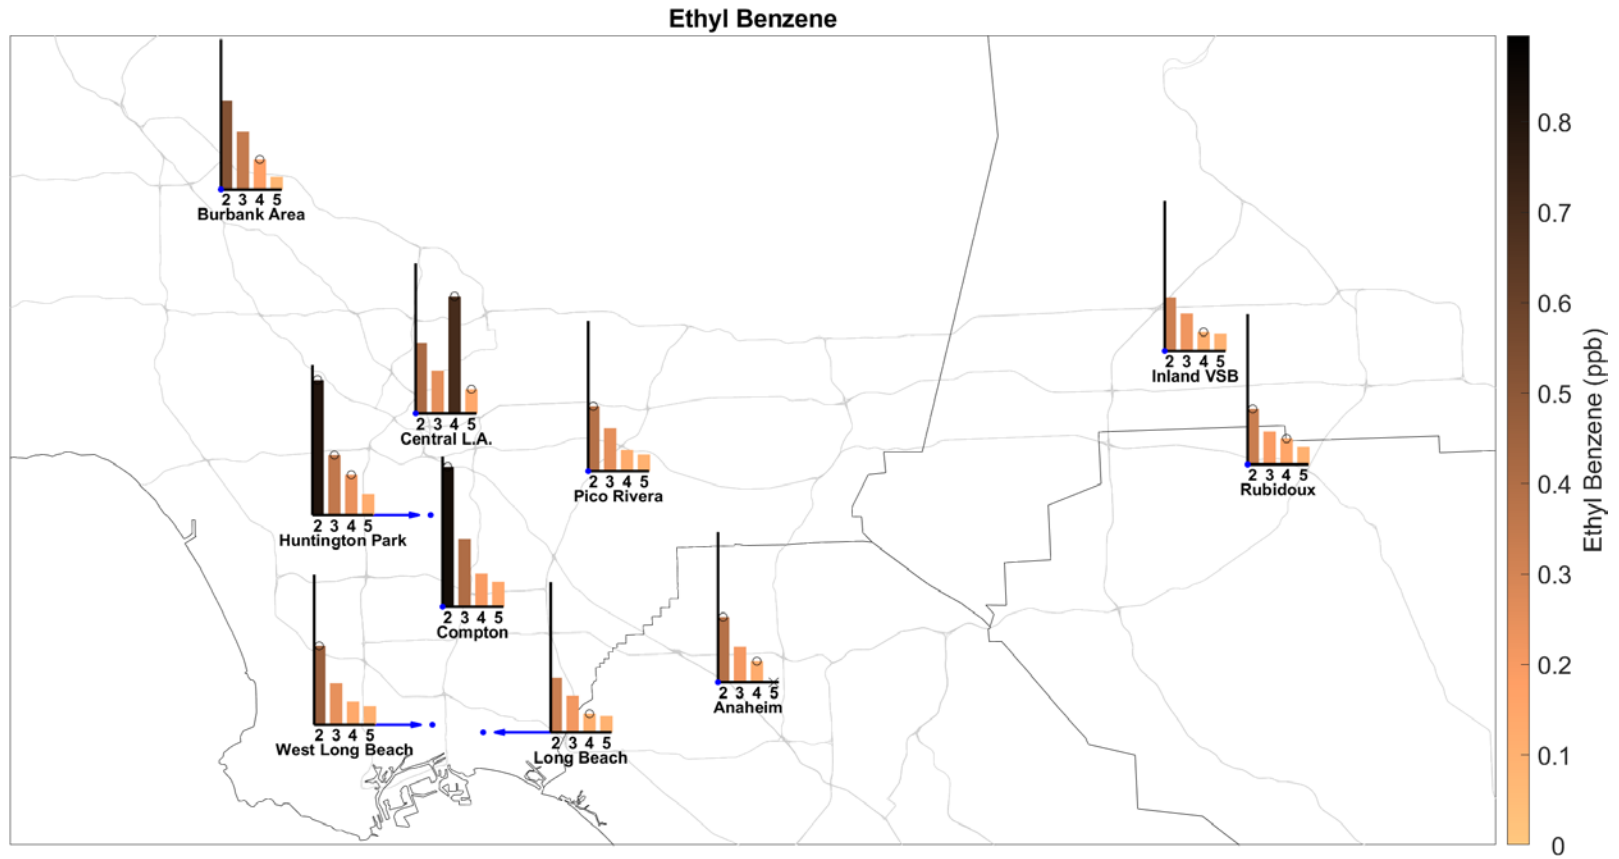 Ethyl Benzene
2 3 4 5
Burbank Area
2 3 4 5
Central L.A.
2 3 4 5
Huntington Park
2 3 4 5
Pico Rivera
2 3 4 5
Inland VSB
2 3 4 5
Rubidoux
2 3 4 5
Compton
2 3 4 5
West Long Beach
2 3 4 5
Long Beach
2 3 4 5
Anaheim
0.8
0.7
0.6
0.5
0.4
0.3
0.2
0.1
0
Ethyl Benzene (ppb)